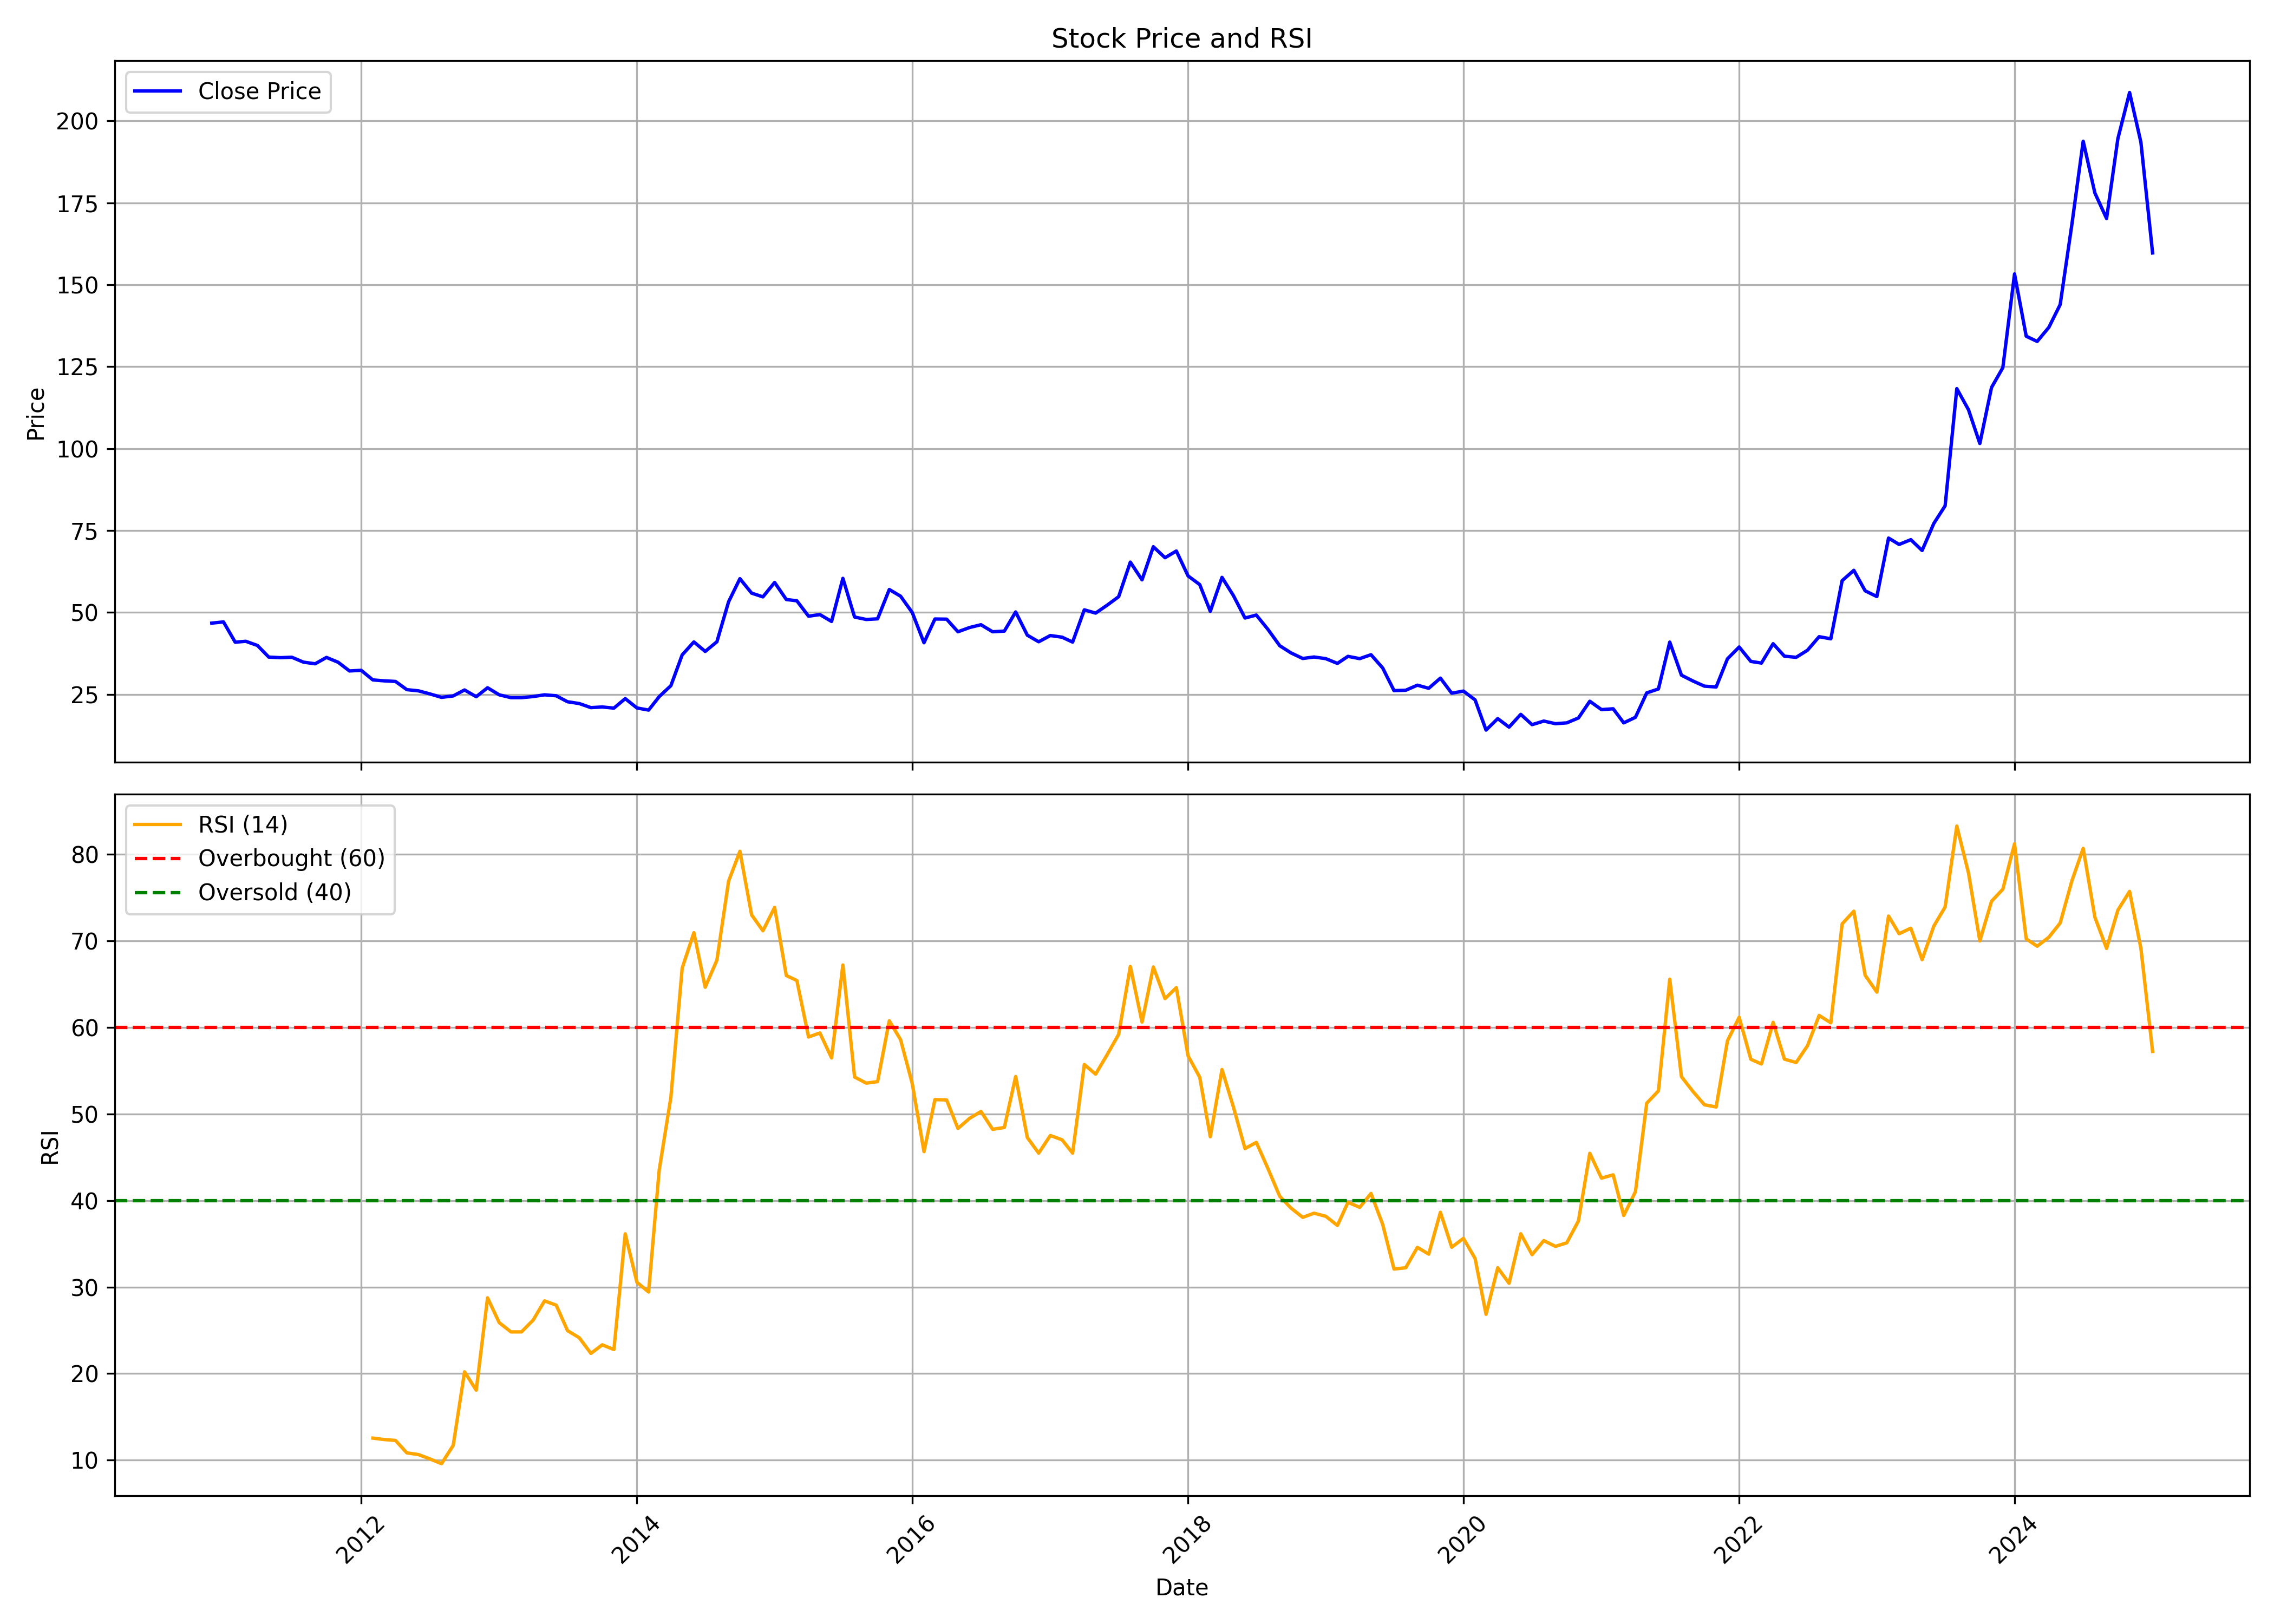 Stock Price and RSI
Close Price
200
175
150
125
100
75
50
25
Price
RSI (14)
Overbought (60)
Oversold (40)
80
70
60
50
40
30
20
10
RSI
2012
2014
2016
2018
2020
2022
2024
Date